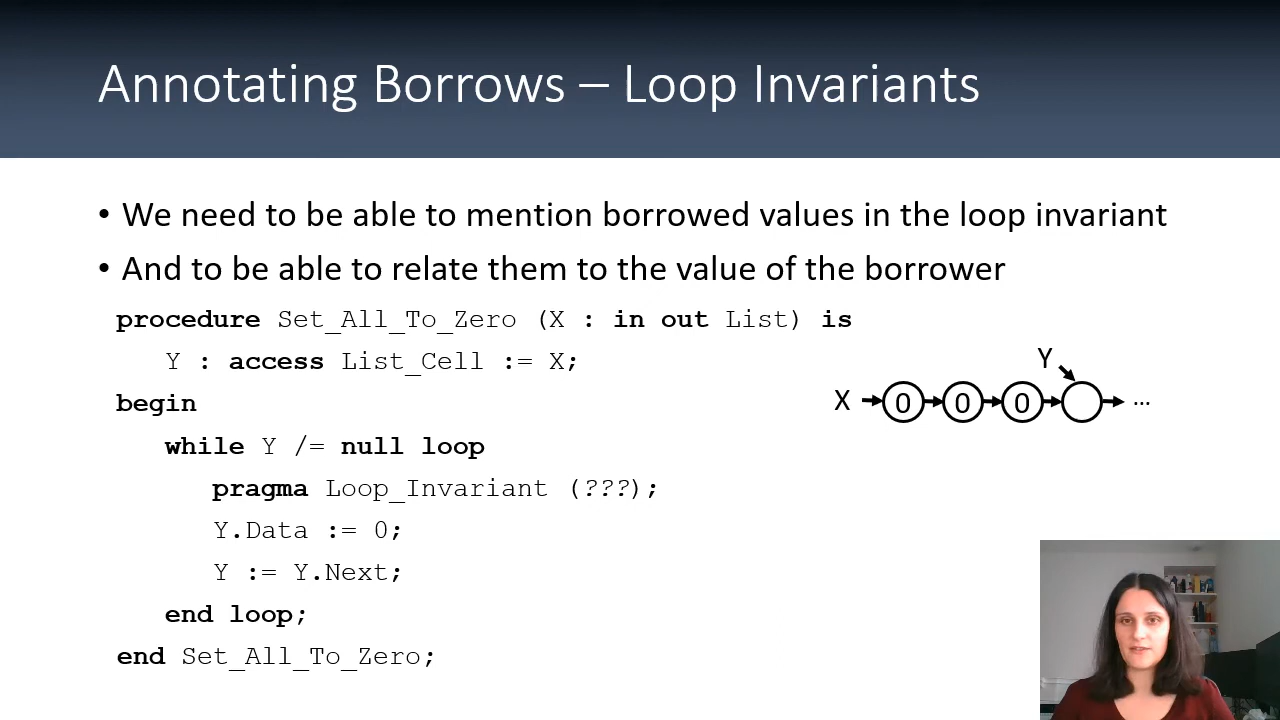 Annotating Borrows – Loop Invariants
• We need to be able to mention borrowed values in the loop invariant
• And to be able to relate them to the value of the borrower
procedure Set_All_To_Zero (X : in out List) is
Y : access List_Cell := X;
begin
while Y /= null loop
pragma Loop_Invariant (???);
Y.Data := 0;
Y := Y.Next;
end loop;
end Set_All_To_Zero;
Y
X 0 0 0 ...